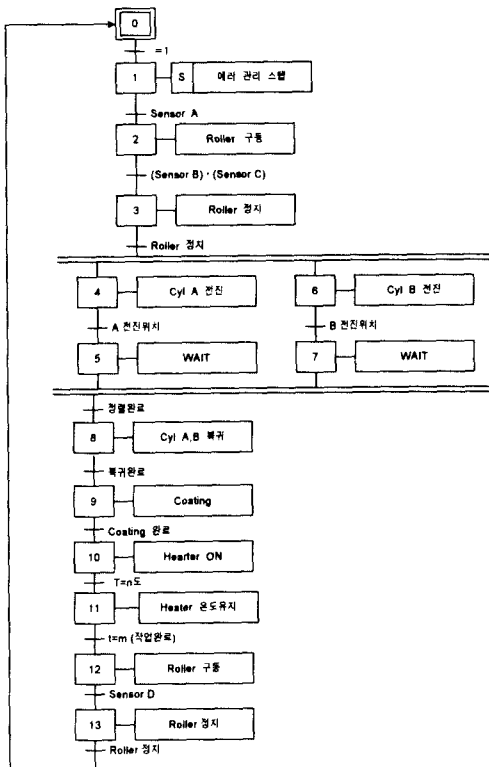 0
=1
1 S 에러 관리 스텝
Sensor A
2 Roller 구동
(Sensor B)·(Sensor C)
3 Roller 정지
Roller 정지
4 Cyl A 전진 6 Cyl B 전진
A 전진위치 B 전진위치
5 WAIT 7 WAIT
정렬완료
8 Cyl A,B 복귀
복귀완료
9 Coating
Coating 완료
10 Hearter ON
T=n도
11 Heater 온도유지
t=m (작업완료)
12 Roller 구동
Sensor D
13 Roller 정지
Roller 정지